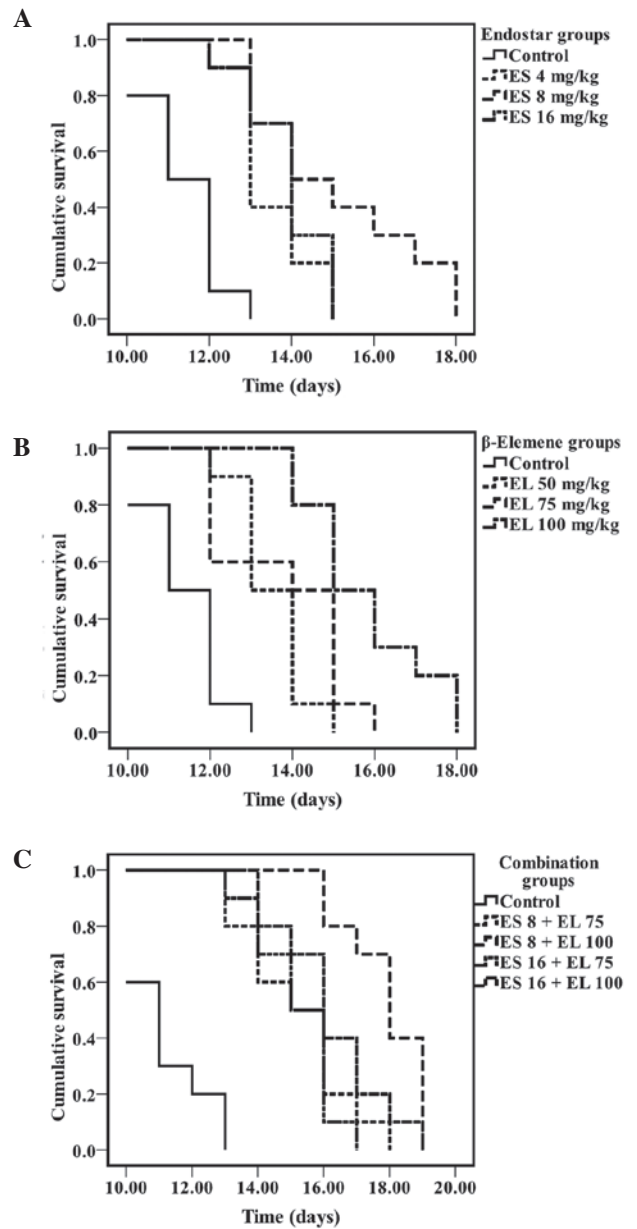 A
Endostar groups
Control
ES 4 mg/kg
ES 8 mg/kg
ES 16 mg/kg
Cumulative survival
1.0
0.8
0.6
0.4
0.2
0.0
10.00 12.00 14.00 16.00 18.00
Time (days)
B
β-Elemene groups
Control
EL 50 mg/kg
EL 75 mg/kg
EL 100 mg/kg
Cumulative survival
1.0
0.8
0.6
0.4
0.2
0.0
10.00 12.00 14.00 16.00 18.00
Time (days)
C
Combination
groups
Control
ES 8 + EL 75
ES 8 + EL 100
ES 16 + EL 75
ES 16 + EL 100
Cumulative survival
1.0
0.8
0.6
0.4
0.2
0.0
10.00 12.00 14.00 16.00 18.00 20.00
Time (days)